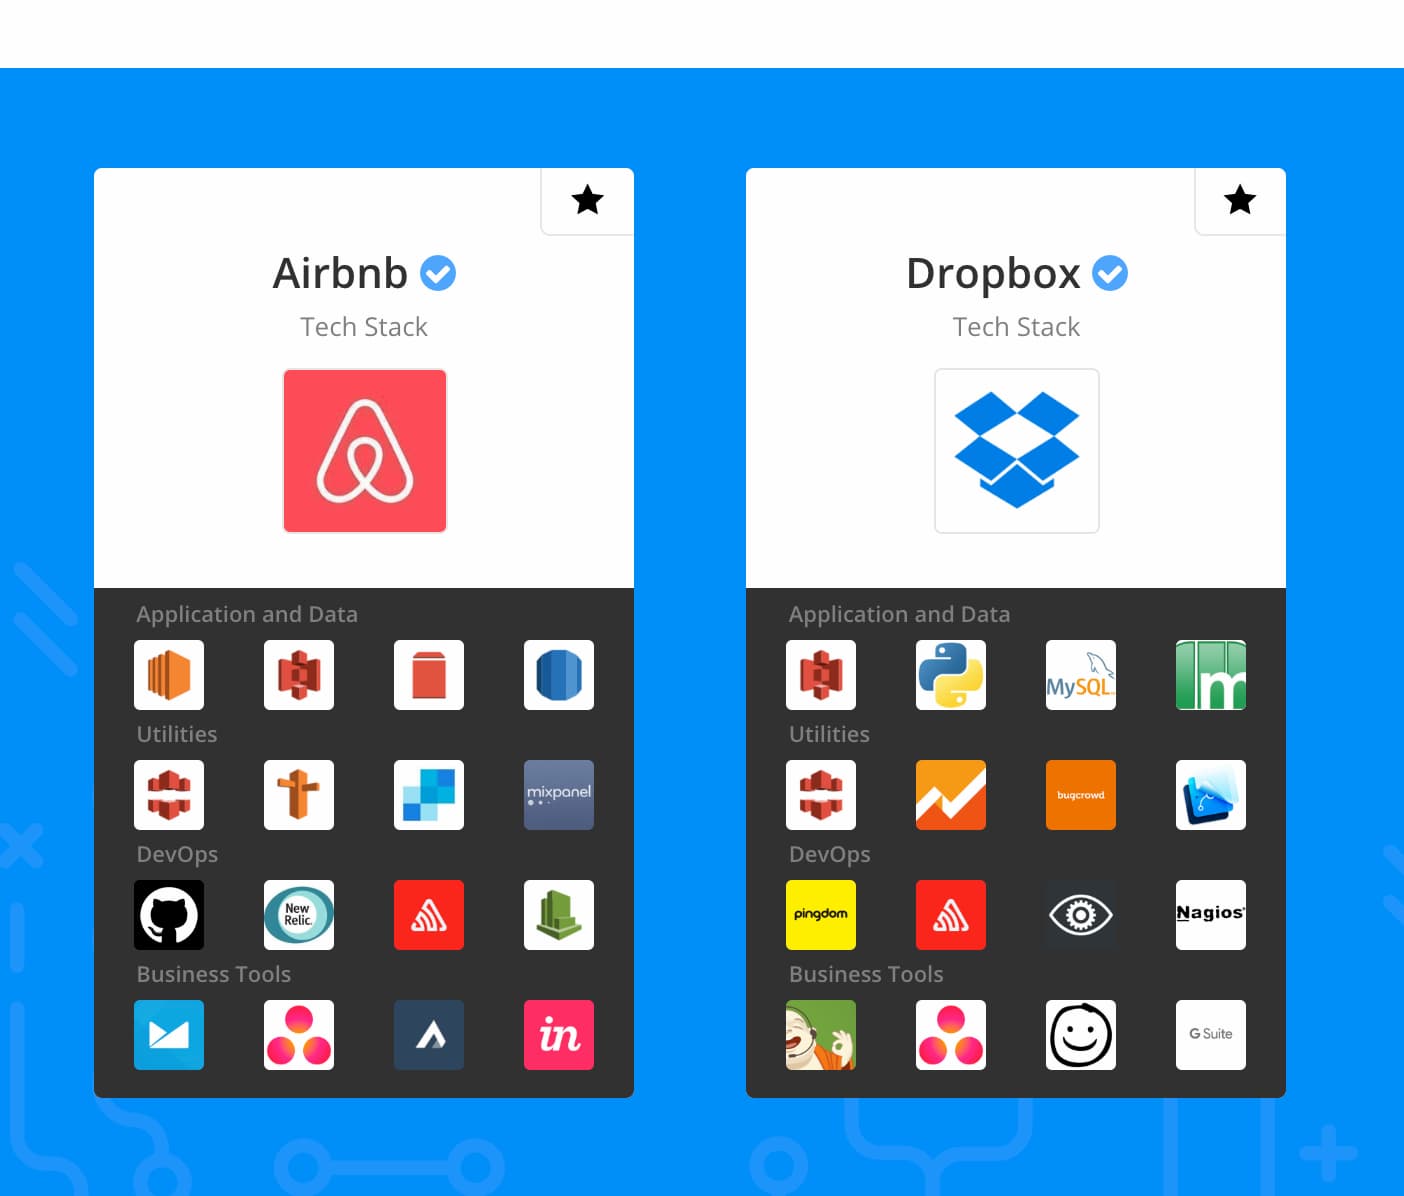 Airbnb
Tech Stack
Application and Data
Utilities
mixpanel
DevOps
New
Relic.
Business Tools
in
Dropbox
Tech Stack
Application and Data
MySQL
m
Utilities
bugcrowd
DevOps
pingdom
Nagios
Business Tools
G Suite